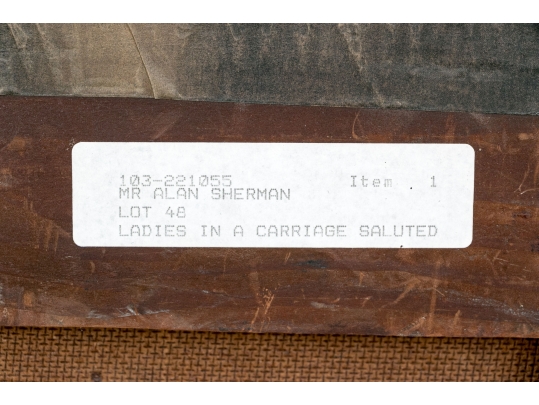 103-221055 Item 1
MR ALAN SHERMAN
LOT 48
LADIES IN A CARRIAGE SALUTED